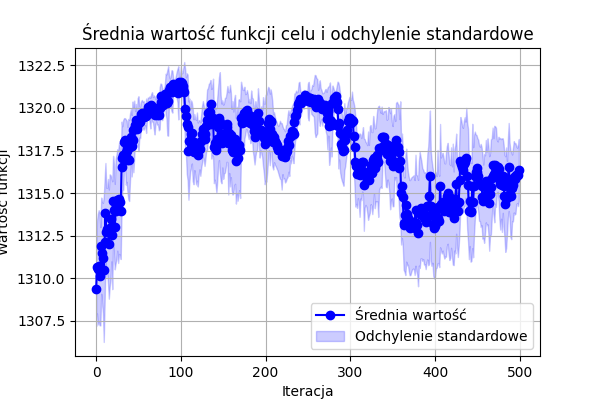 Średnia wartość funkcji celu i odchylenie standardowe
Wartość funkcji
1322.5
1320.0
1317.5
1315.0
1312.5
1310.0
1307.5
Średnia wartość
Odchylenie standardowe
0
100
200
300
400
500
Iteracja